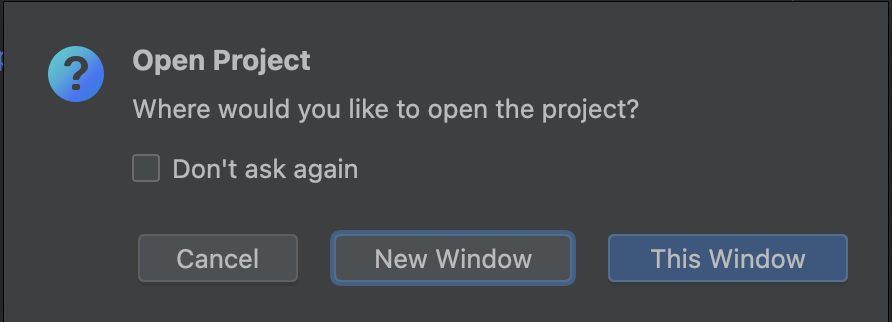 Open Project
Where would you like to open the project?
Don't ask again
Cancel New Window This Window